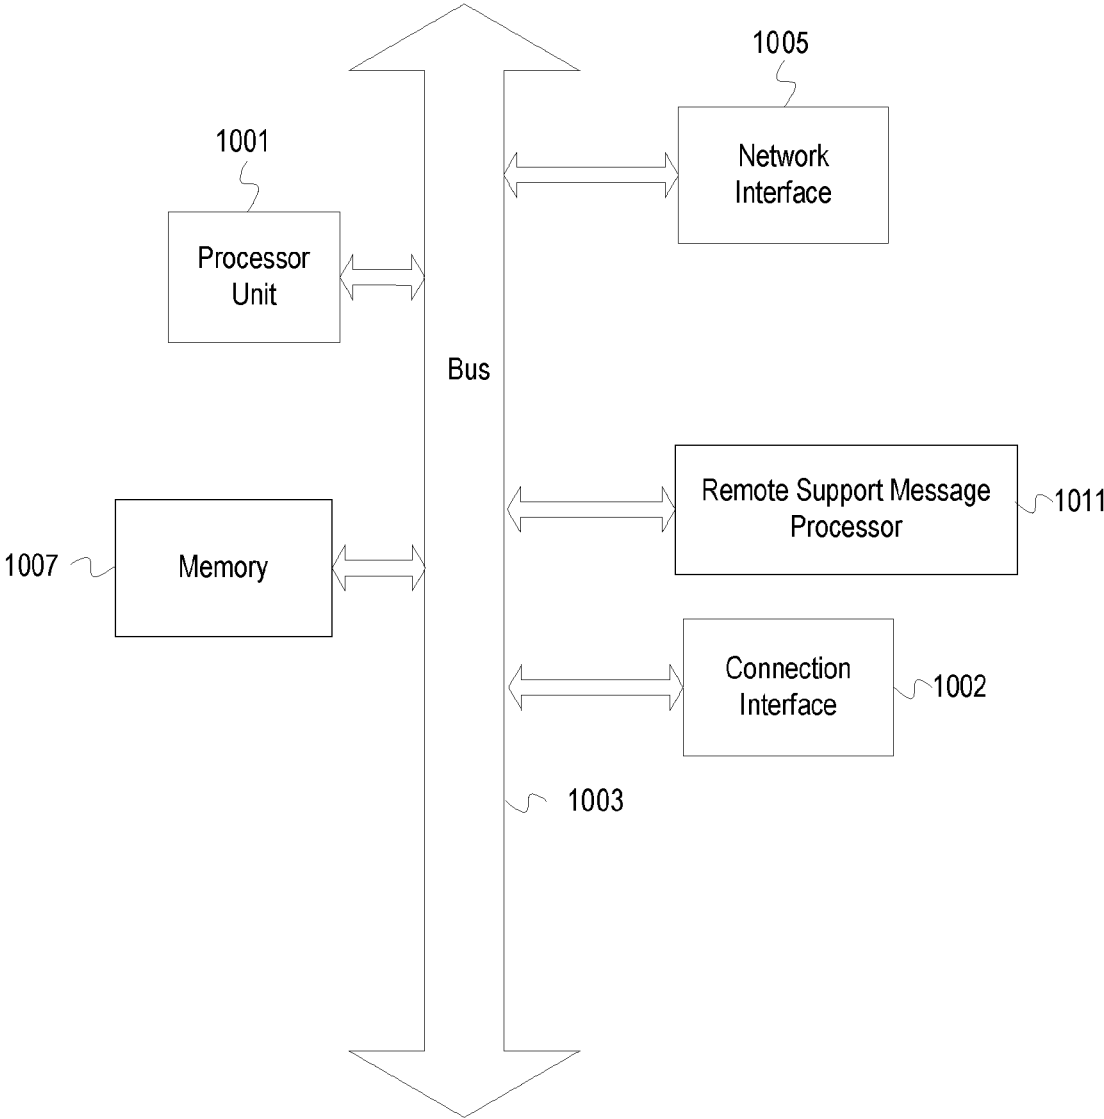 1005
Network
Interface
1001
Processor
Unit
Bus
Remote Support Message
Processor
1011
1007
Memory
Connection
Interface
1002
1003